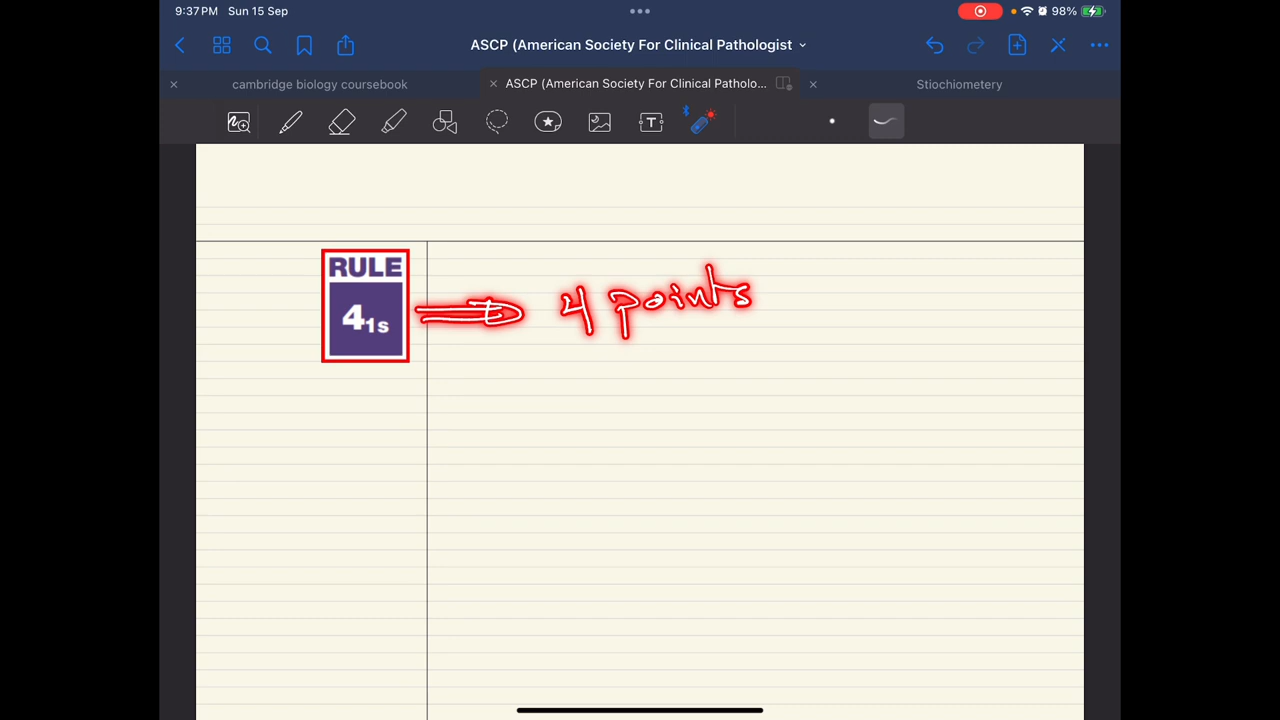 9:37 PM Sun 15 Sep
98%
ASCP (American Society For Clinical Pathologist
cambridge biology coursebook
ASCP (American Society For Clinical Patholo...
Stiochiometery
T
RULE
41s
4 points